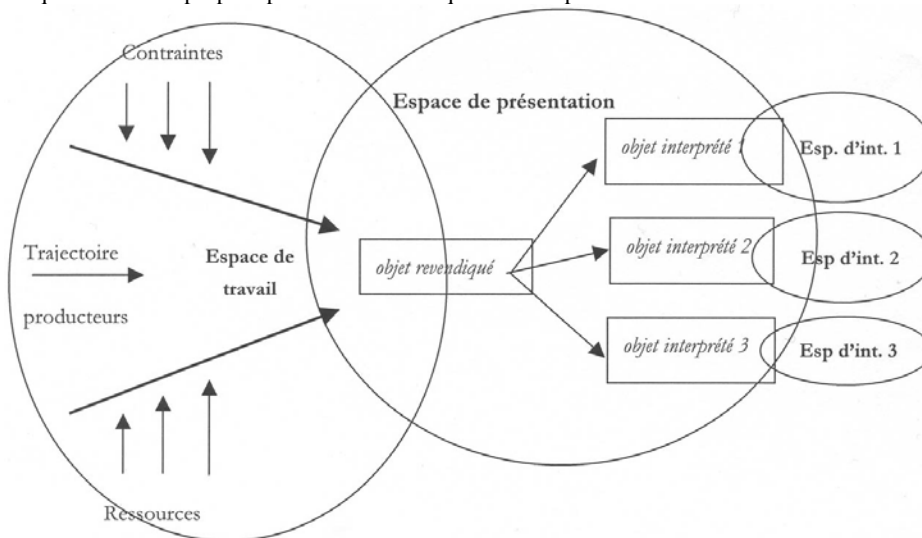 Contraintes
Espace de présentation
objet interprété 1
Esp. d'int. 1
Trajectoire
producteurs
Espace de
travail
objet revendiqué
objet interprété 2
Esp d'int. 2
objet interprété 3
Esp d'int. 3
Ressources